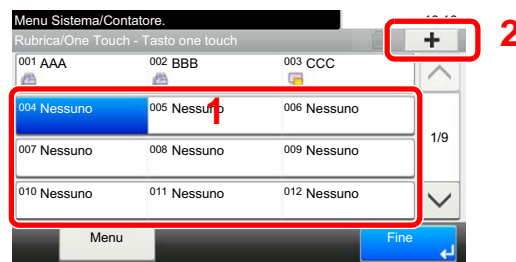 Menu Sistema/Contatore.
Rubrica/One Touch - Tasto one touch
+ 2
001 AAA 002 BBB 003 CCC
004 Nessuno 005 Nessuno 006 Nessuno
1
007 Nessuno 008 Nessuno 009 Nessuno
1/9
010 Nessuno 011 Nessuno 012 Nessuno
Menu Fine